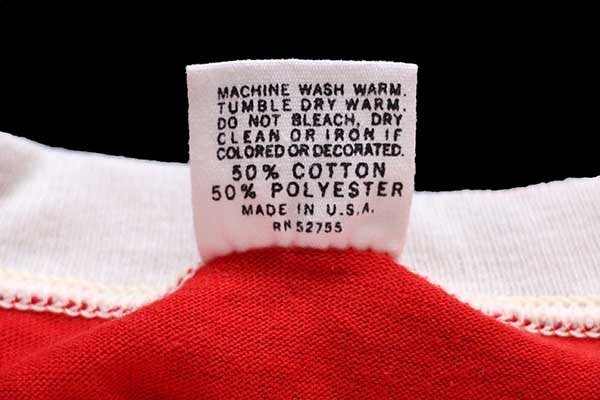 MACHINE WASH WARM.
TUMBLE DRY WARM.
DO NOT BLEACH, DRY
CLEAN OR IRON IF
COLORED OR DECORATED.
50% COTTON
50% POLYESTER
MADE IN U.S.A.
RN 52755